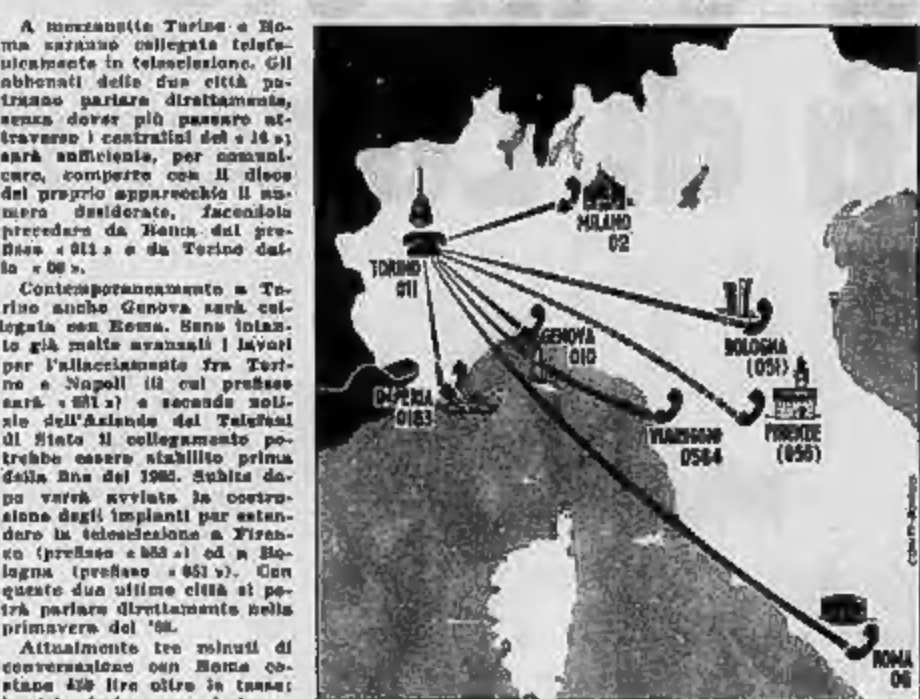 A mezzanotte Torino e Ro-
ma saranno collegate telefo-
nicamente in teleselezione. Gli
abbonati delle due città po-
tranno parlare direttamente,
senza dover più passare at-
traverso i centralini del « 14 »;
sarà sufficiente, per comuni-
care, comporre con il disco
del proprio apparecchio il nu-
mero desiderato, facendolo
precedere da Roma dal pre-
fisso « 011 » e da Torino dal-
lo « 06 ».
Contemporaneamente a To-
rino anche Genova sarà col-
legata con Roma. Sono intan-
to già molto avanzati i lavori
per l'allacciamento fra Tori-
no e Napoli (il cui prefisso
sarà « 081 ») e secondo noti-
zie dell'Azienda dei Telefoni
di Stato il collegamento po-
trebbe essere stabilito prima
della fine del
Subito do-
po verrà avviata la costru-
zione degli impianti per esten-
dere la teleselezione a Firen-
ze (prefisso « 055 ») ed a Bo-
logna (prefisso « 051 »). Con
queste due ultime città si po-
trà parlare direttamente nella
primavera del
Attualmente tre minuti di
conversazione con Roma co-
stano
lire oltre le tasse:
MILANO
02
TORINO
011
GENOVA
010
BOLOGNA
(051)
IMPERIA
0183
VIAREGGIO
0584
FIRENZE
(055)
ROMA
06